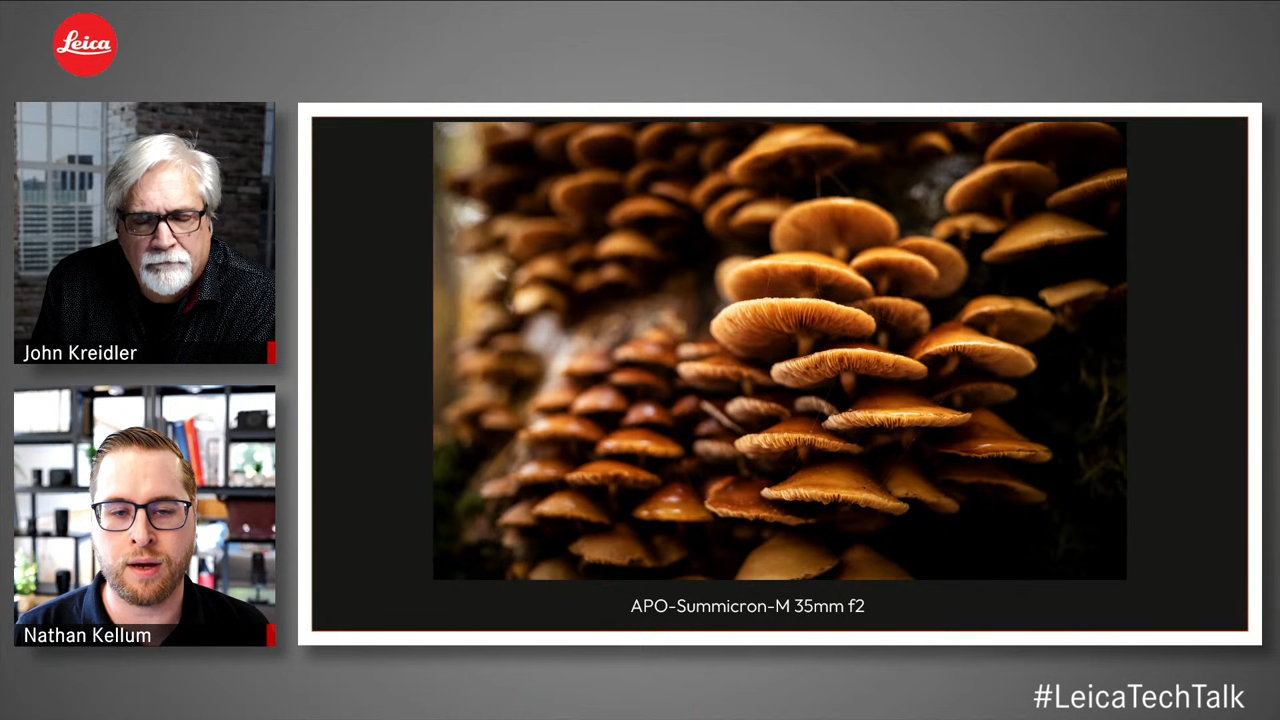 Leica
John Kreidler
Nathan Kellum
APO-Summicron-M 35mm f2
#LeicaTechTalk